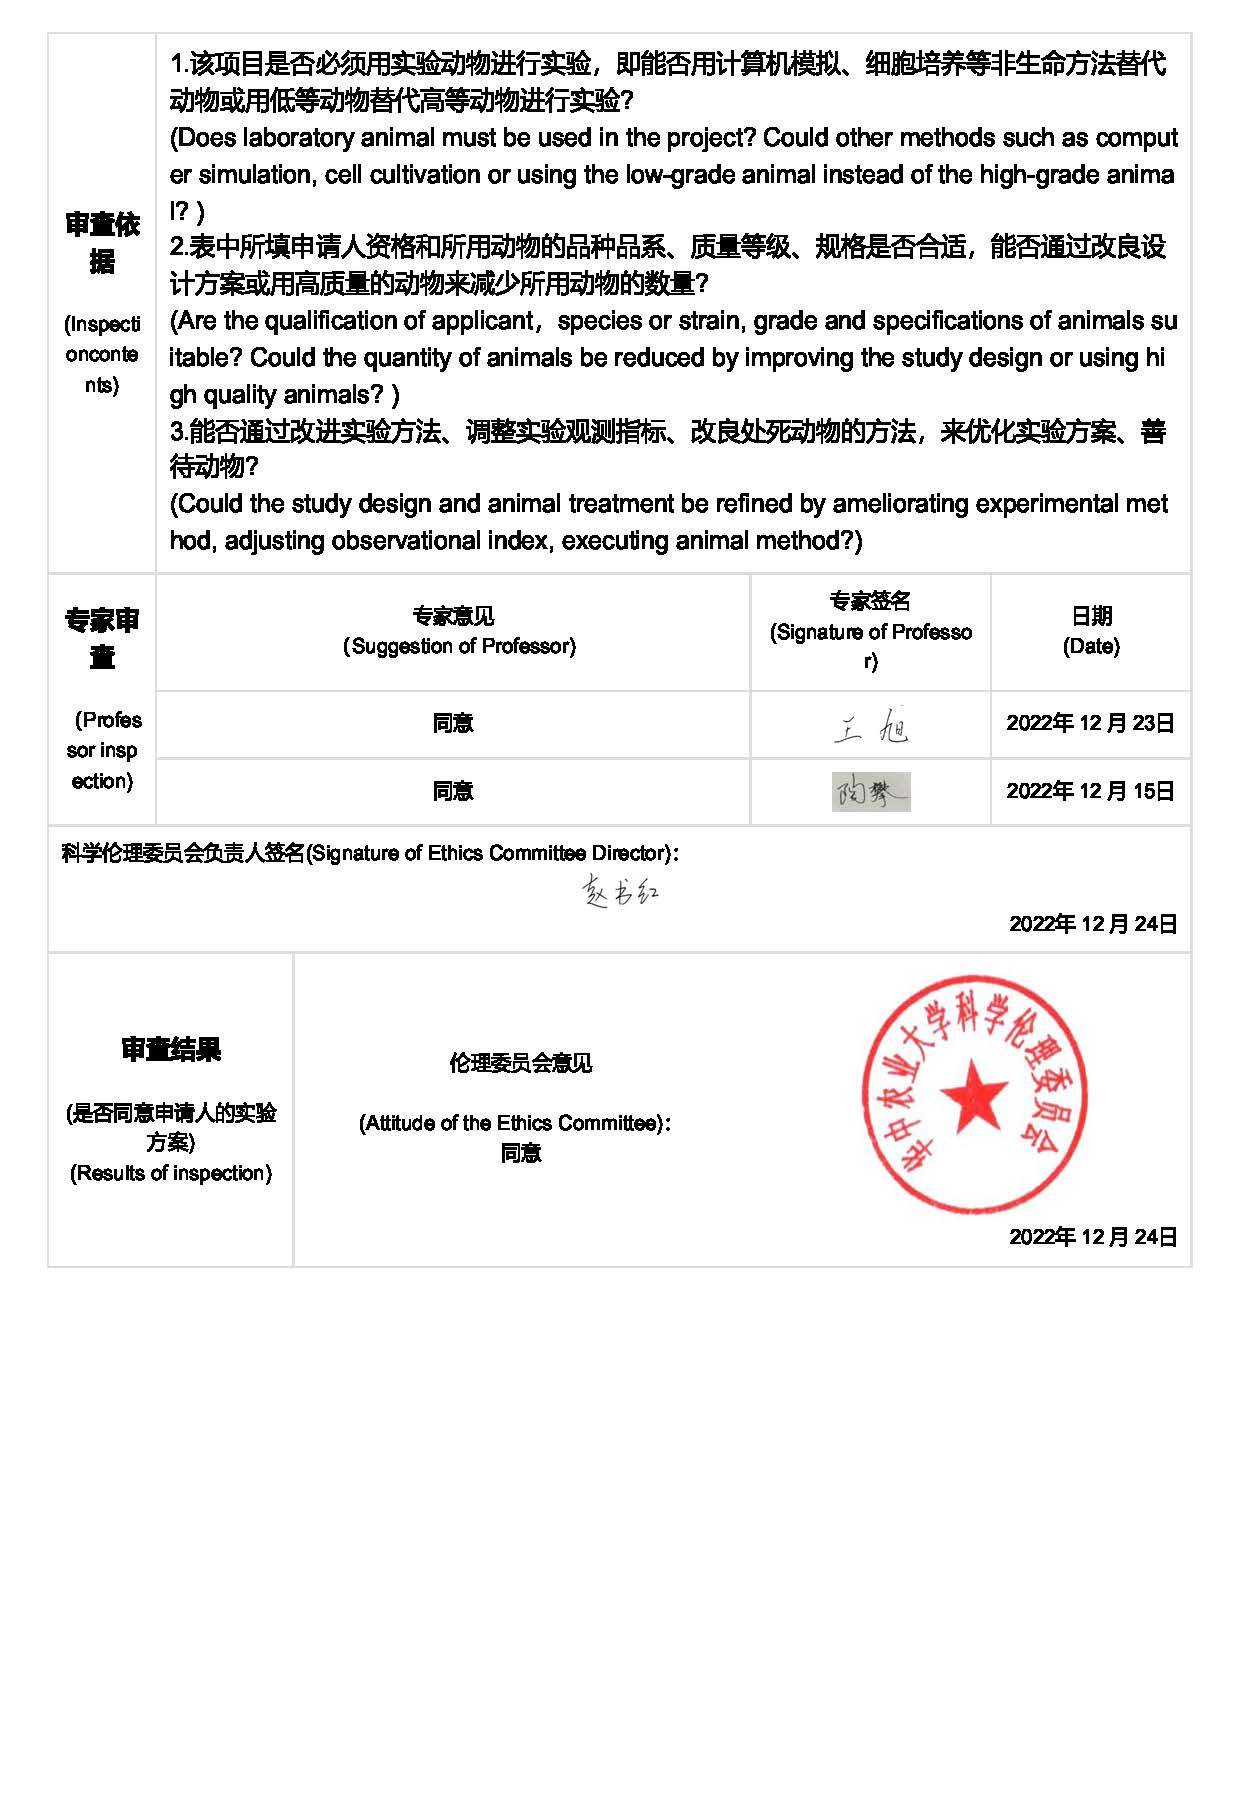 1.该项目是否必须用实验动物进行实验，即能否用计算机模拟、细胞培养等非生命方法替代
动物或用低等动物替代高等动物进行实验?
(Does laboratory animal must be used in the project? Could other methods such as comput
er simulation, cell cultivation or using the low-grade animal instead of the high-grade anima
l? )
2.表中所填申请人资格和所用动物的品种品系、质量等级、规格是否合适，能否通过改良设
计方案或用高质量的动物来减少所用动物的数量?
(Are the qualification of applicant，species or strain, grade and specifications of animals su
itable? Could the quantity of animals be reduced by improving the study design or using hi
gh quality animals? )
3.能否通过改进实验方法、调整实验观测指标、改良处死动物的方法，来优化实验方案、善
待动物?
(Could the study design and animal treatment be refined by ameliorating experimental met
hod, adjusting observational index, executing animal method?)
审查依
据
(Inspecti
onconte
nts)
专家审
查
(Profes
sor insp
ection)
专家意见
(Suggestion of Professor)
专家签名
(Signature of Professo
r)
日期
(Date)
同意
王旭
2022年 12 月 23日
同意
陶攀
2022年 12 月 15日
科学伦理委员会负责人签名(Signature of Ethics Committee Director)：
赵书红
2022年 12 月 24日
审查结果
(是否同意申请人的实验
方案)
(Results of inspection)
伦理委员会意见
(Attitude of the Ethics Committee)：
同意
华中农业大学科学伦理委员会
2022年 12 月 24日